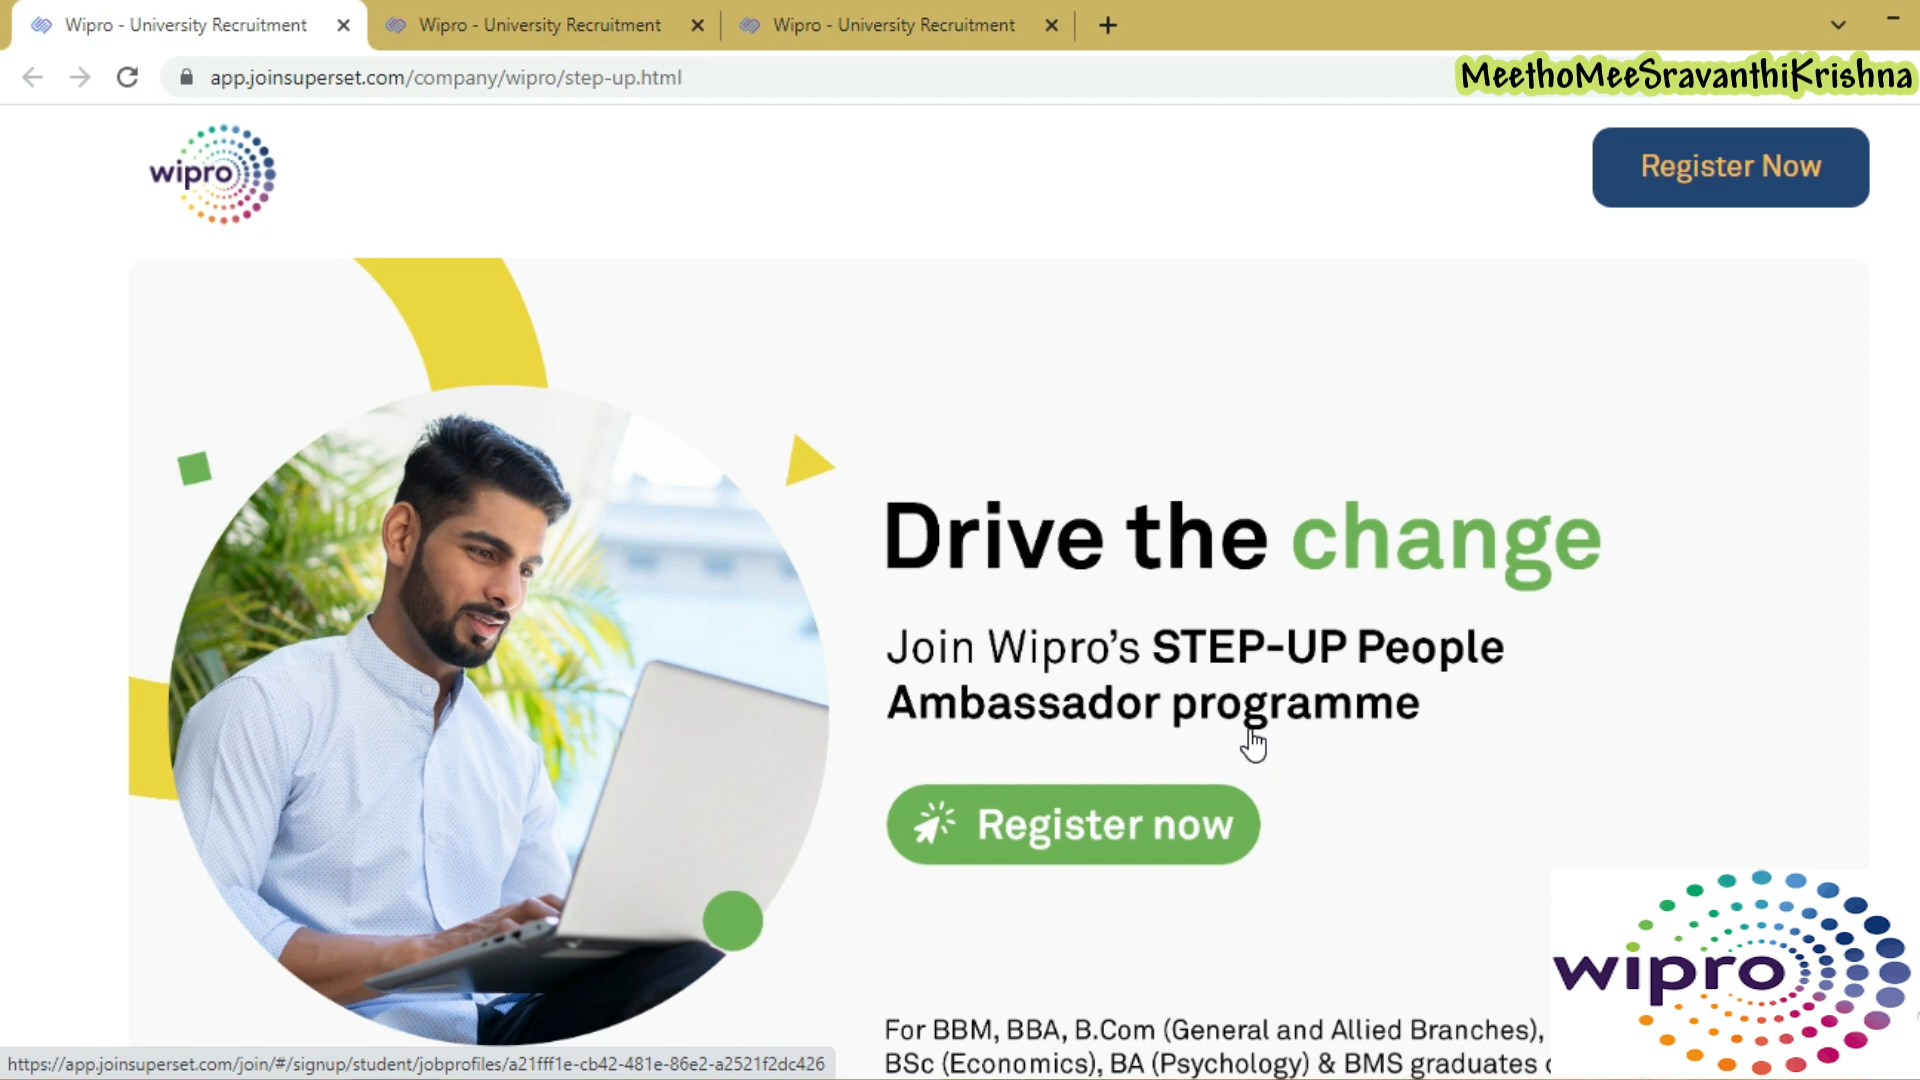 Wipro - University Recruitment
Wipro - University Recruitment
Wipro - University Recruitment
app.joinsuperset.com/company/wipro/step-up.html
MeethoMeeSravanthiKrishna
wipro
Register Now
Drive the change
Join Wipro's STEP-UP People
Ambassador programme
Register now
wipro
For BBM, BBA, B.Com (General and Allied Branches),
BSc (Economics), BA (Psychology) & BMS graduates
https://app.joinsuperset.com/join/#/signup/student/jobprofiles/a21fff1e-cb42-481e-86e2-a2521f2dc426